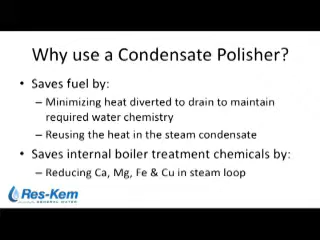 Why use a Condensate Polisher?
• Saves fuel by:
– Minimizing heat diverted to drain to maintain
required water chemistry
– Reusing the heat in the steam condensate
• Saves internal boiler treatment chemicals by:
– Reducing Ca, Mg, Fe & Cu in steam loop
Res-Kem
GENERAL WATER